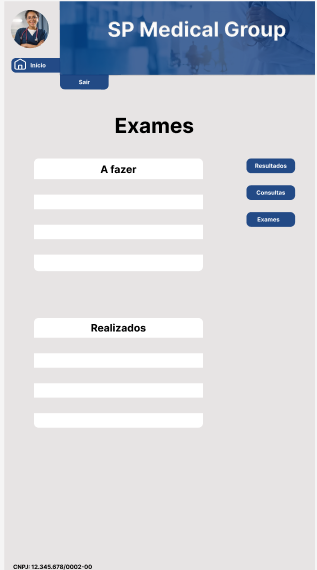 SP Medical Group
Início
Sair
Exames
A fazer
Resultados
Consultas
Exames
Realizados
CNPJ: 12.345.678/0002-00